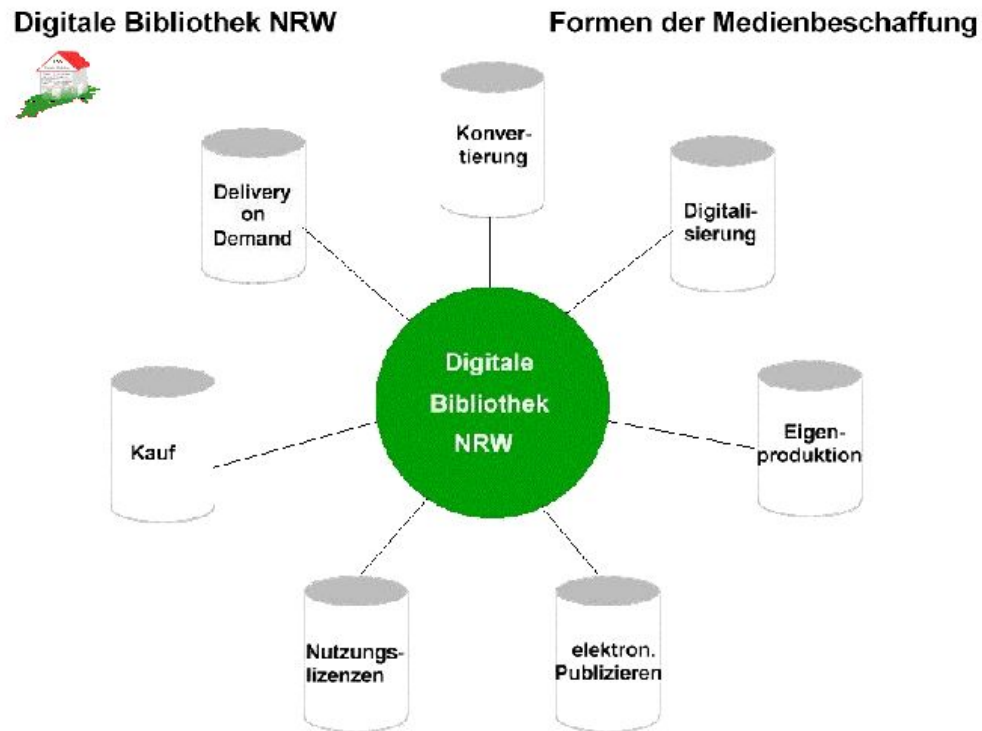 Digitale Bibliothek NRW
Formen der Medienbeschaffung
Konver-
tierung
Delivery
on
Demand
Digitali-
sierung
Digitale
Bibliothek
NRW
Kauf
Eigen-
produktion
Nutzungs-
lizenzen
elektron.
Publizieren